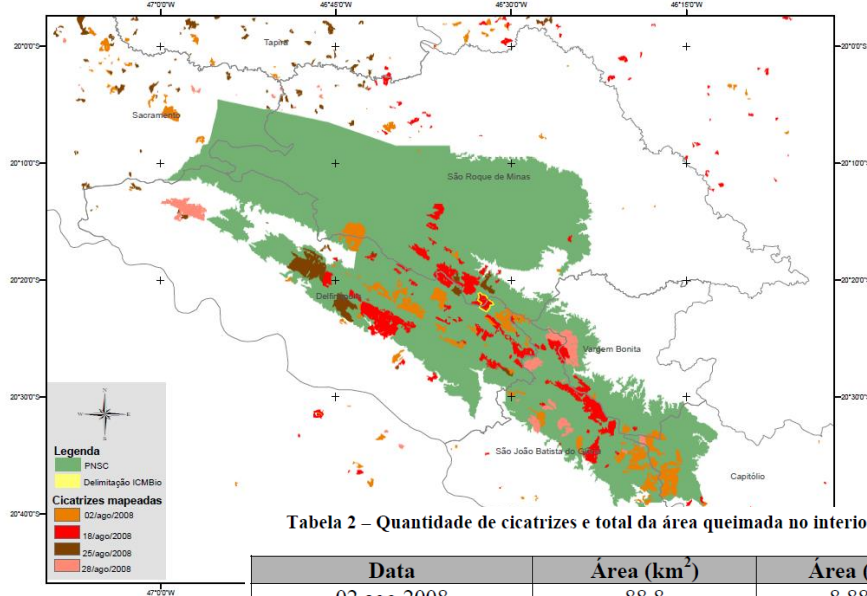 47°0'0"W 46°45'0"W 46°30'0"W 46°15'0"W
20°0'0"S 20°0'0"S
Tapira
Sacramento
20°10'0"S 20°10'0"S
São Roque de Minas
20°20'0"S 20°20'0"S
Vargem Bonita
20°30'0"S 20°30'0"S
N
W E
S
São João Batista do Glória
Capitólio
Legenda
PNSC
Delimitação ICMBio
Cicatrizes mapeadas
02/ago/2008
18/ago/2008
25/ago/2008
28/ago/2008
20°40'0"S
47°0'0"W
Tabela 2 – Quantidade de cicatrizes e total da área queimada no interio
Data Área (km²) Área (